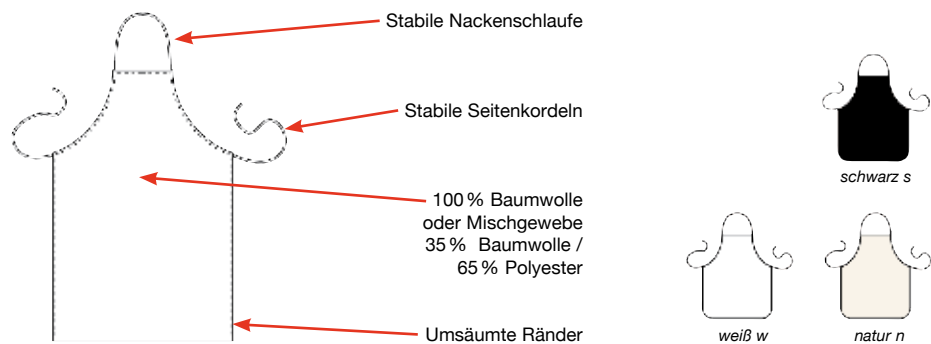 Stabile Nackenschlaufe
Stabile Seitenkordeln
100 % Baumwolle
oder Mischgewebe
35 % Baumwolle /
65 % Polyester
Umsäumte Ränder
schwarz s
weiß w
natur n